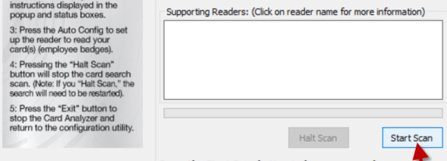 instructions displayed in the
popup and status boxes.
3: Press the Auto Config to set
up the reader to read your
card(s) (employee badges).
4: Pressing the "Halt Scan"
button will stop the card search
scan. (Note: If you "Halt Scan," the
search will need to be restarted).
5: Press the "Exit" button to
stop the Card Analyzer and
return to the configuration utility.
Supporting Readers: (Click on reader name for more information)
Halt Scan
Start Scan